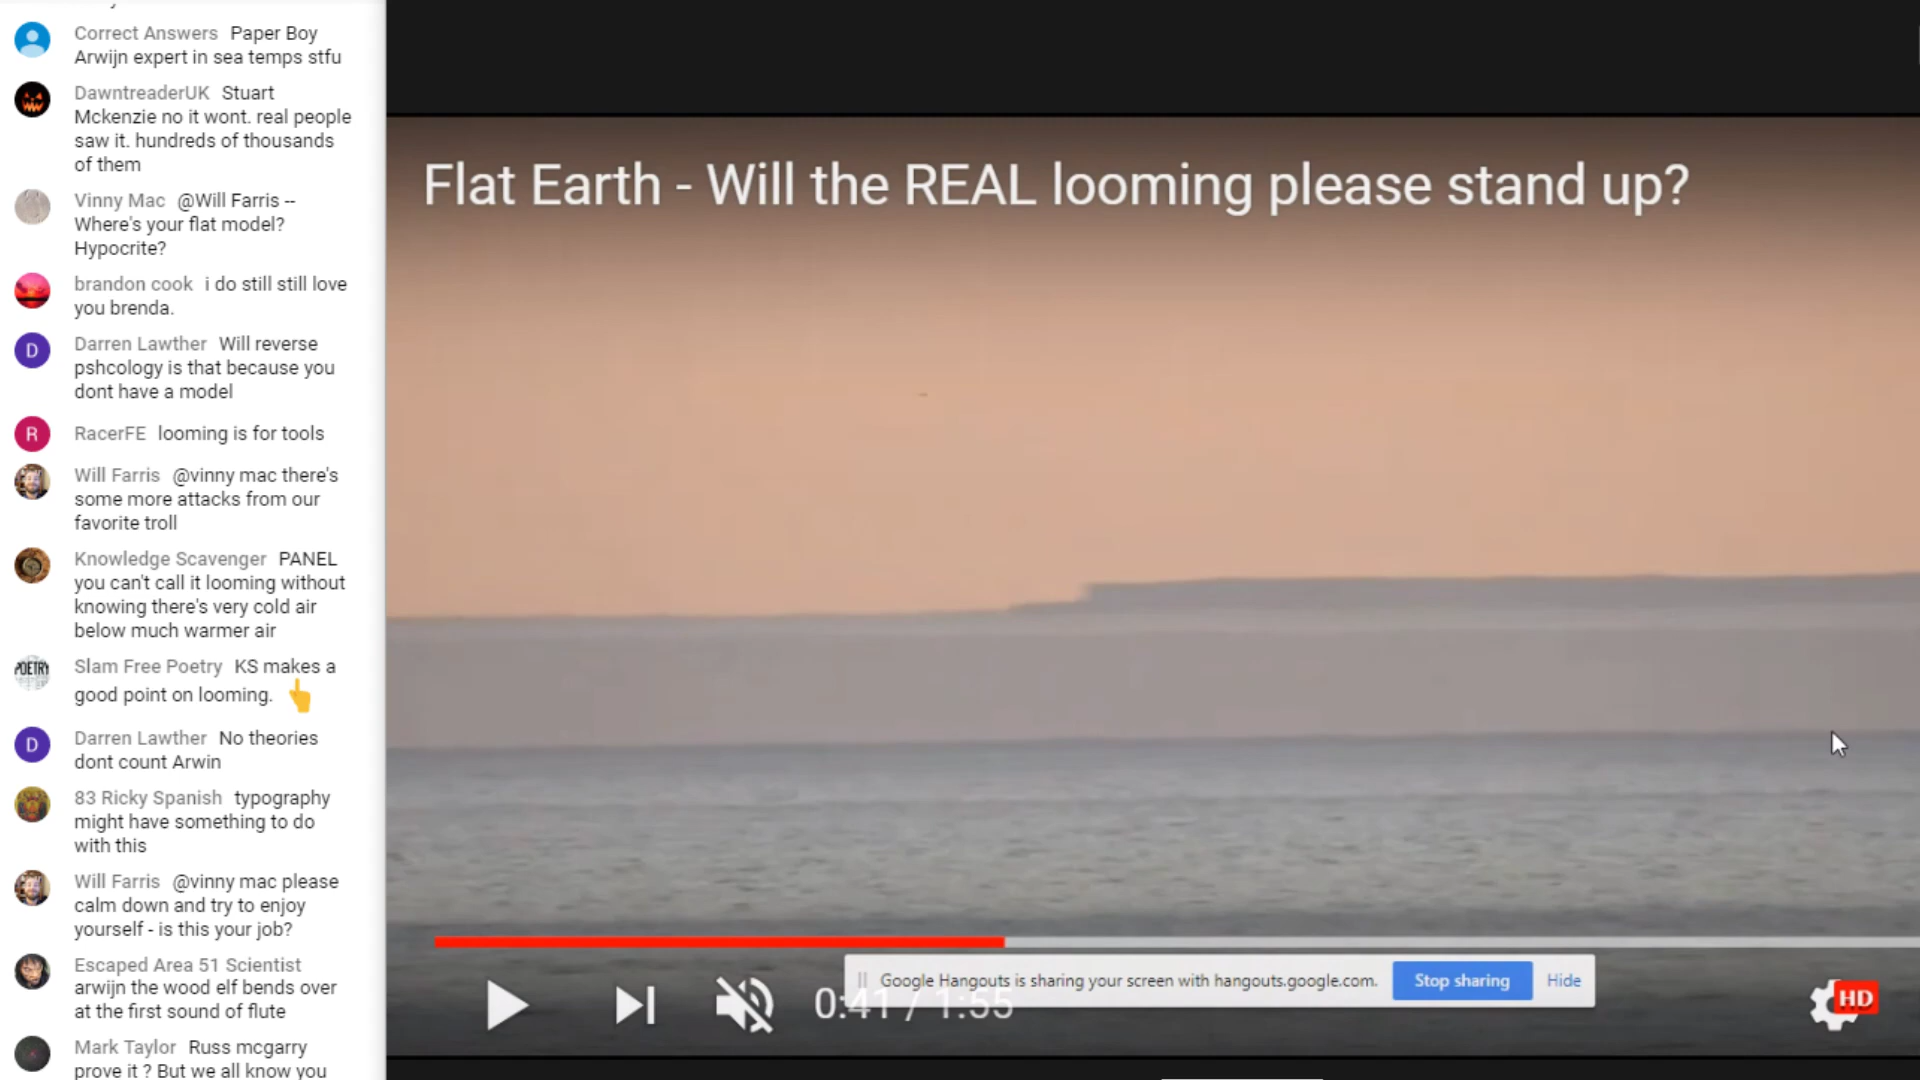 Correct Answers Paper Boy
Arwijn expert in sea temps stfu
DawntreaderUK Stuart
Mckenzie no it wont. real people
saw it. hundreds of thousands
of them
Vinny Mac @Will Farris --
Where's your flat model?
Hypocrite?
brandon cook i do still still love
you brenda.
D
Darren Lawther Will reverse
pshcology is that because you
dont have a model
R
RacerFE looming is for tools
Will Farris @vinny mac there's
some more attacks from our
favorite troll
Knowledge Scavenger PANEL
you can't call it looming without
knowing there's very cold air
below much warmer air
POETRY
Slam Free Poetry KS makes a
good point on looming.
D
Darren Lawther No theories
dont count Arwin
83 Ricky Spanish typography
might have something to do
with this
Will Farris @vinny mac please
calm down and try to enjoy
yourself - is this your job?
Escaped Area 51 Scientist
arwijn the wood elf bends over
at the first sound of flute
Mark Taylor Russ mcgarry
prove it ? But we all know you
Flat Earth - Will the REAL looming please stand up?
Google Hangouts is sharing your screen with hangouts.google.com.
Stop sharing
Hide
0:41 / 1:55
HD